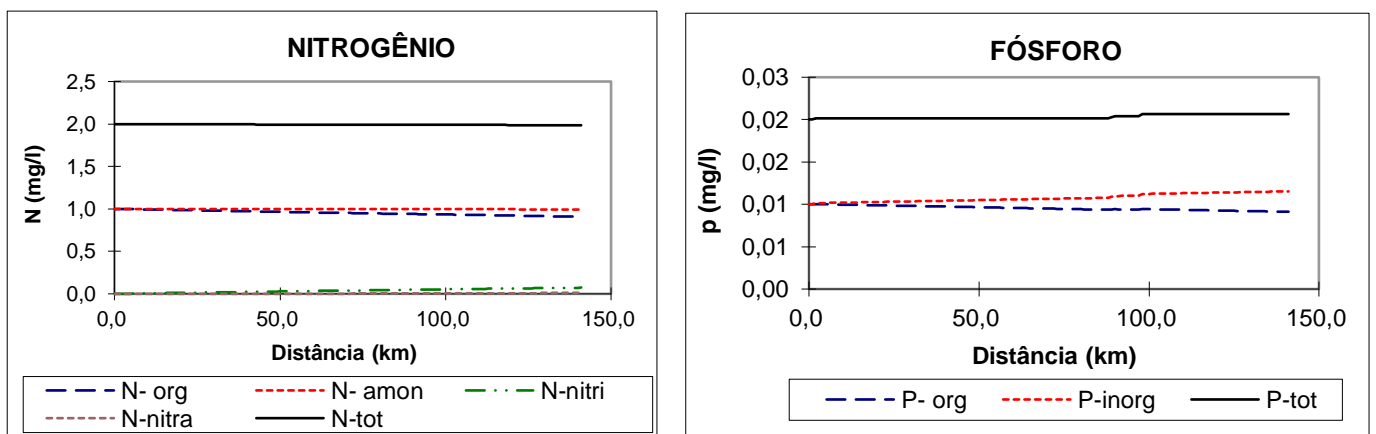 NITROGÊNIO
2,5
2,0
1,5
1,0
0,5
0,0
N (mg/l)
0,0 50,0 100,0 150,0
Distância (km)
N- org N- amon N-nitri
N-nitra N-tot
FÓSFORO
0,03
0,02
0,02
0,01
0,01
0,00
p (mg/l)
0,0 50,0 100,0 150,0
Distância (km)
P- org P-inorg P-tot